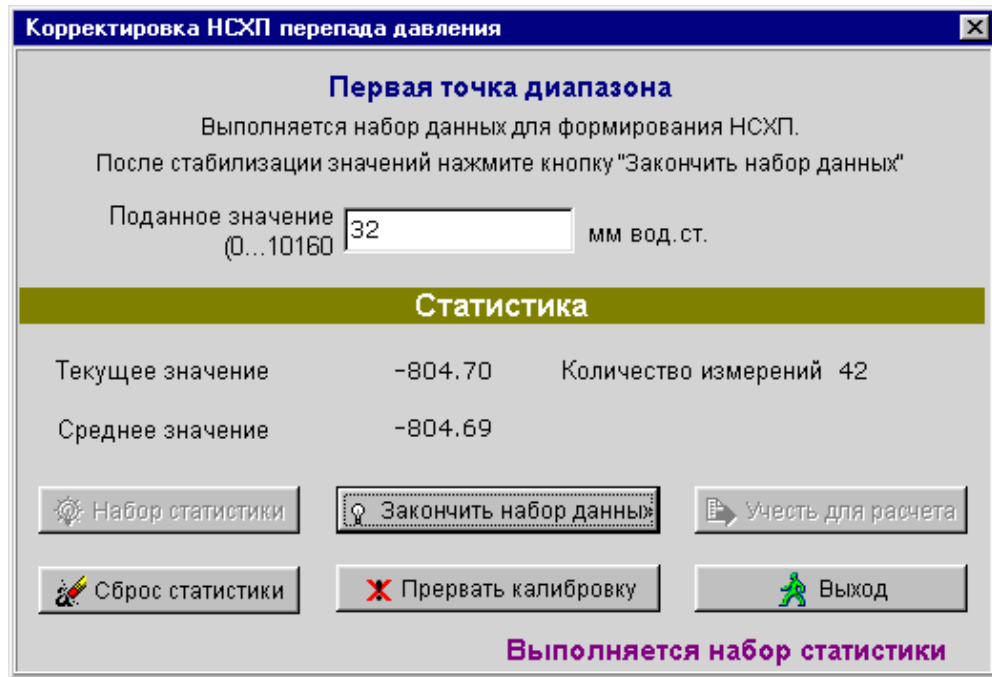 Корректировка НСХП перепада давления
Первая точка диапазона
Выполняется набор данных для формирования НСХП.
После стабилизации значений нажмите кнопку "Закончить набор данных"
Поданное значение
(0...10160
32
мм вод.ст.
Статистика
Текущее значение -804.70 Количество измерений 42
Среднее значение -804.69
Набор статистики Закончить набор данных Учесть для расчета
Сброс статистики Прервать калибровку Выход
Выполняется набор статистики